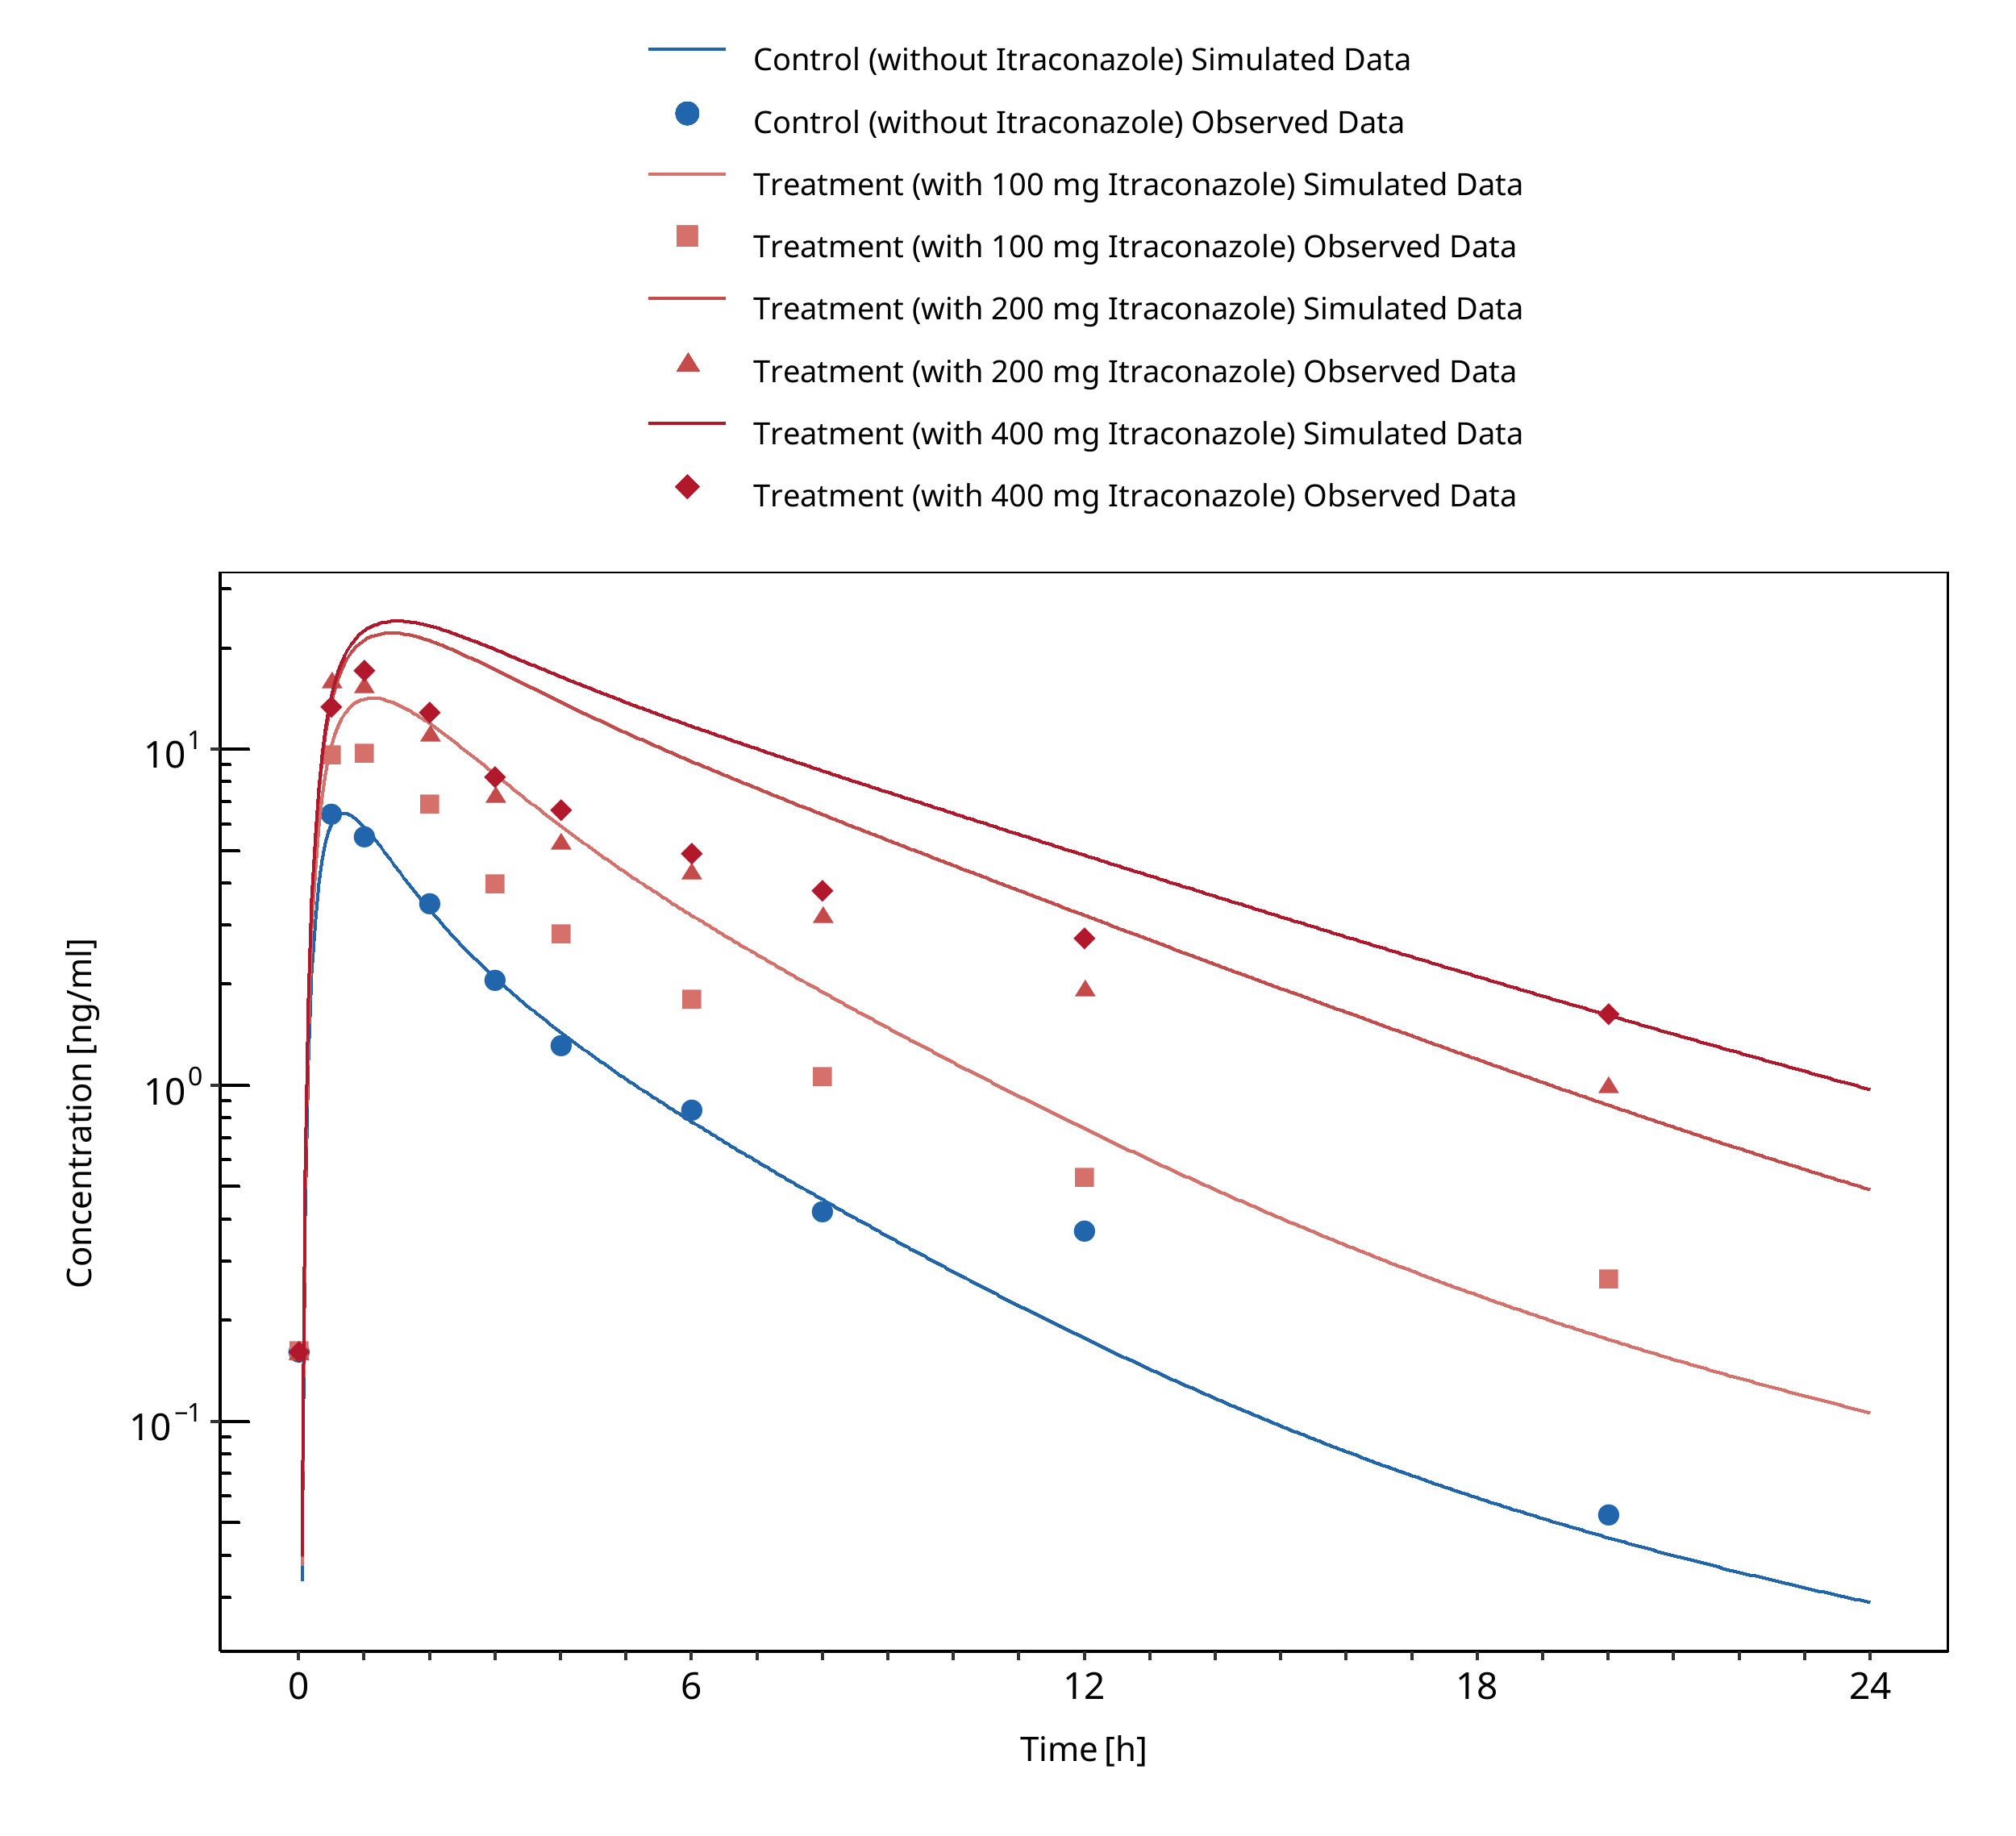 Control (without Itraconazole) Simulated Data
Control (without Itraconazole) Observed Data
Treatment (with 100 mg Itraconazole) Simulated Data
Treatment (with 100 mg Itraconazole) Observed Data
Treatment (with 200 mg Itraconazole) Simulated Data
Treatment (with 200 mg Itraconazole) Observed Data
Treatment (with 400 mg Itraconazole) Simulated Data
Treatment (with 400 mg Itraconazole) Observed Data
Concentration [ng/ml]
10¹
10⁰
10⁻¹
0 6 12 18 24
Time [h]